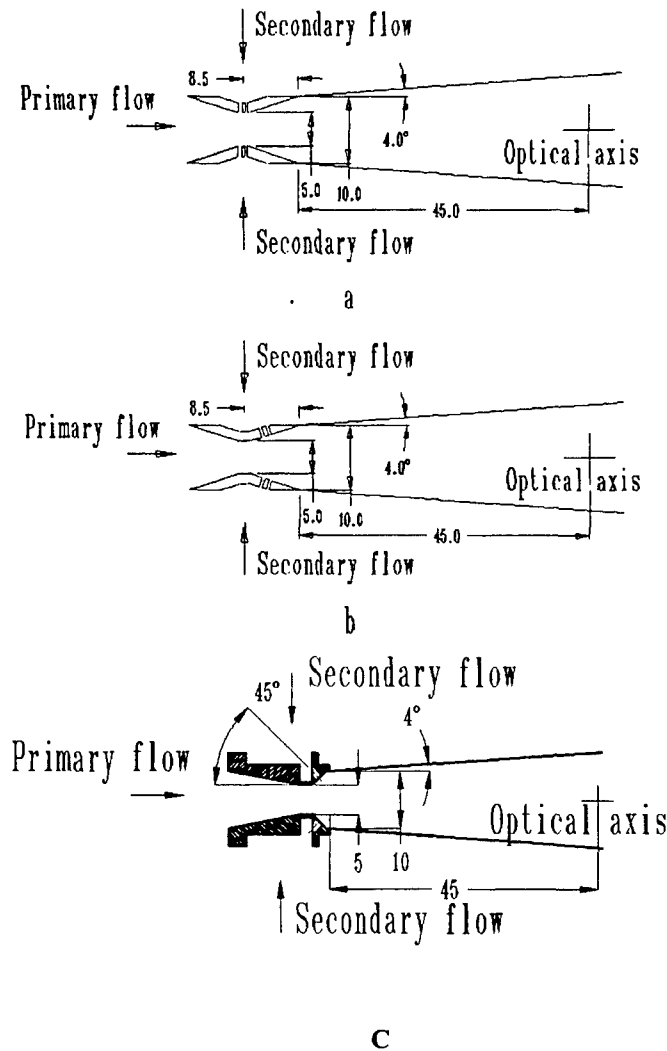 Secondary flow
8.5
Primary flow
4.0°
Optical axis
5.0
10.0
45.0
Secondary flow
a
Secondary flow
8.5
Primary flow
4.0°
Optical axis
5.0
10.0
45.0
Secondary flow
b
Secondary flow
45°
4°
Primary flow
Optical axis
5
10
45
Secondary flow
C